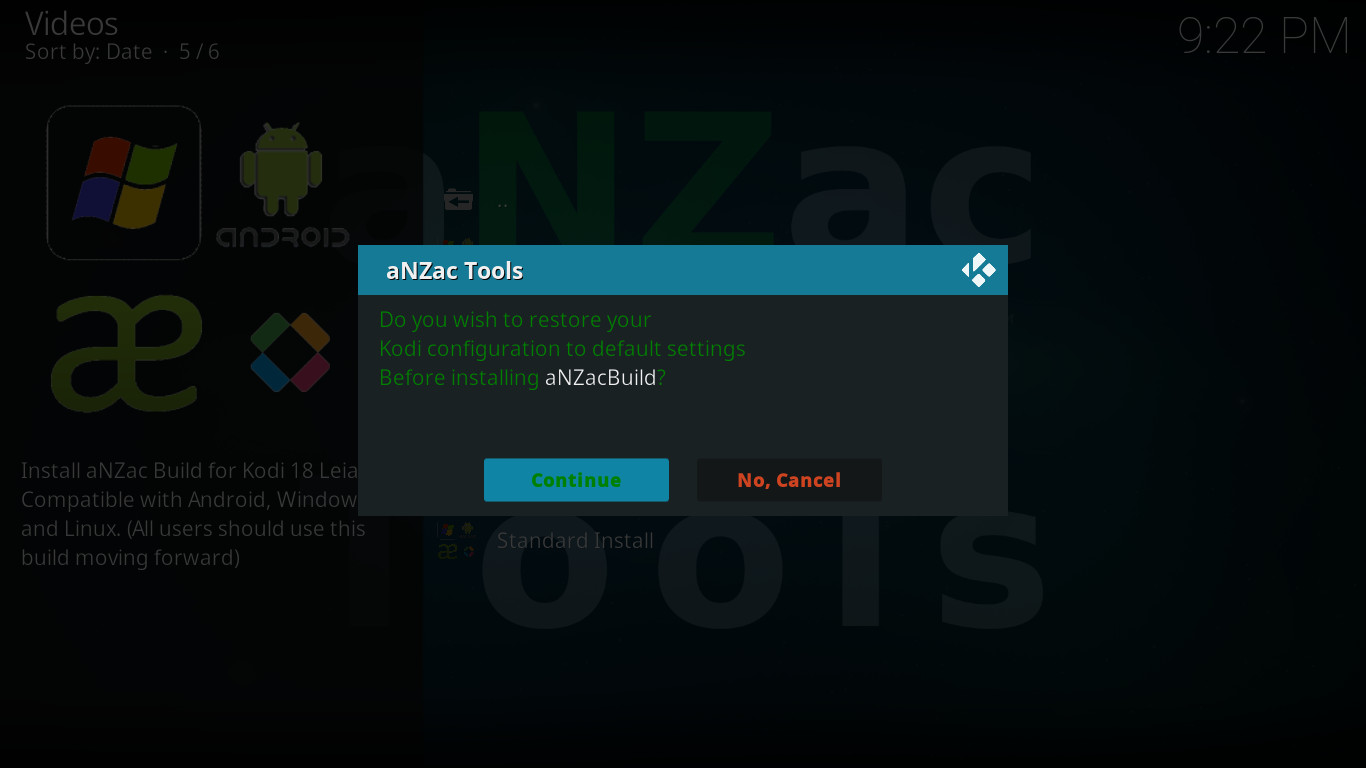 Videos
Sort by: Date · 5 / 6
9:22 PM
aNZac
ANDROID
..
aNZac Tools
Do you wish to restore your
Kodi configuration to default settings
Before installing aNZacBuild?
Continue
No, Cancel
æ
Install aNZac Build for Kodi 18 Leia
Compatible with Android, Window
and Linux. (All users should use this
build moving forward)
Standard Install
Tools